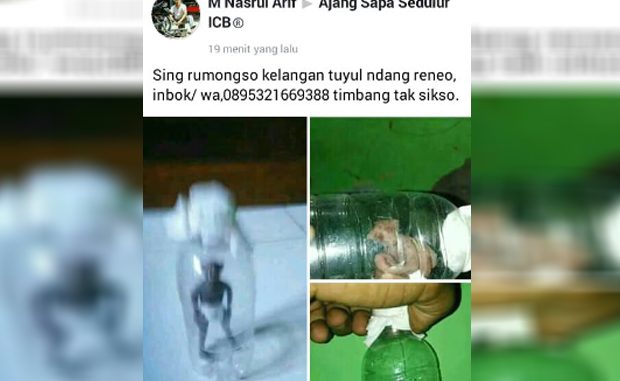 M Nasrul Arif ▶ Ajang Sapa Sedulur
ICB®
19 menit yang lalu
Sing rumongso kelangan tuyul ndang reneo,
inbok/ wa,0895321669388 timbang tak sikso.